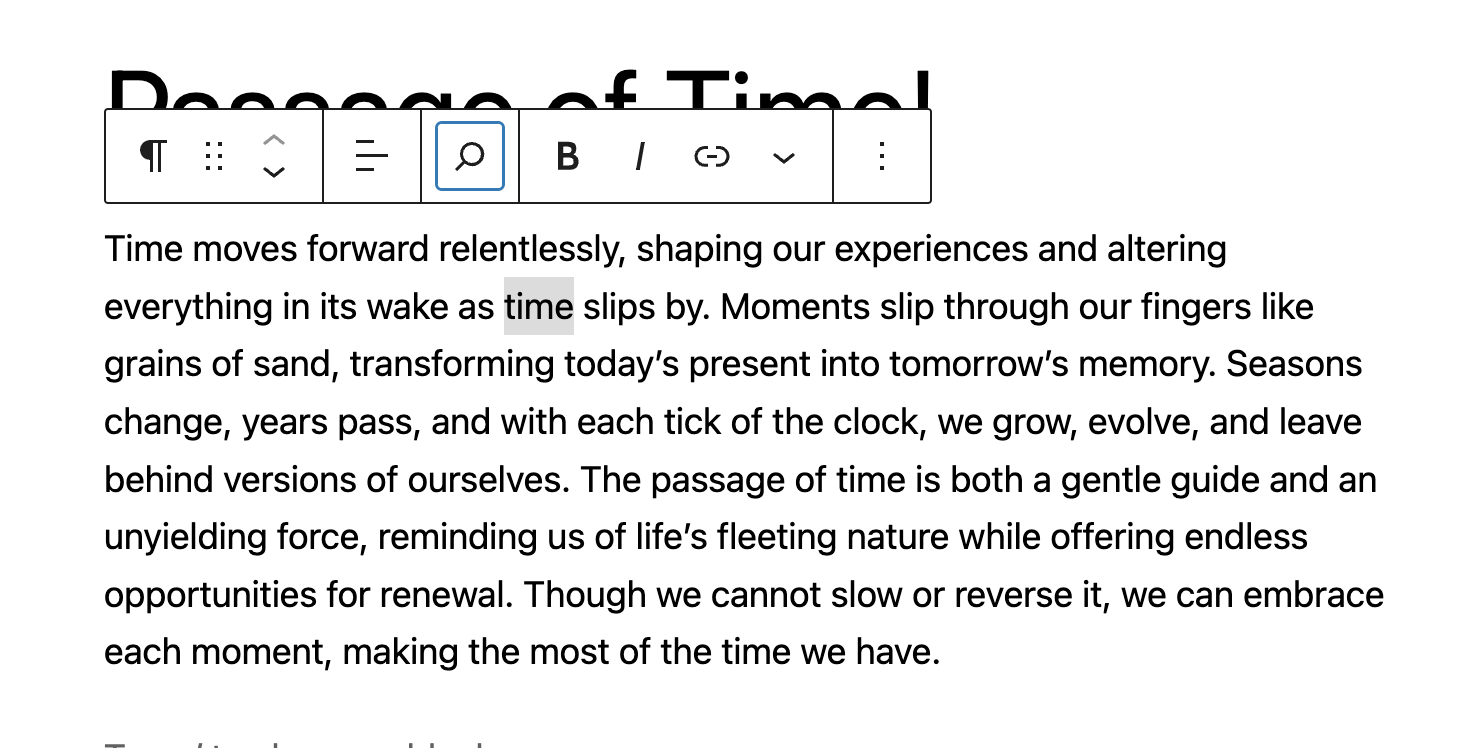 Passage of Time!
B I
Time moves forward relentlessly, shaping our experiences and altering
everything in its wake as time slips by. Moments slip through our fingers like
grains of sand, transforming today’s present into tomorrow’s memory. Seasons
change, years pass, and with each tick of the clock, we grow, evolve, and leave
behind versions of ourselves. The passage of time is both a gentle guide and an
unyielding force, reminding us of life’s fleeting nature while offering endless
opportunities for renewal. Though we cannot slow or reverse it, we can embrace
each moment, making the most of the time we have.